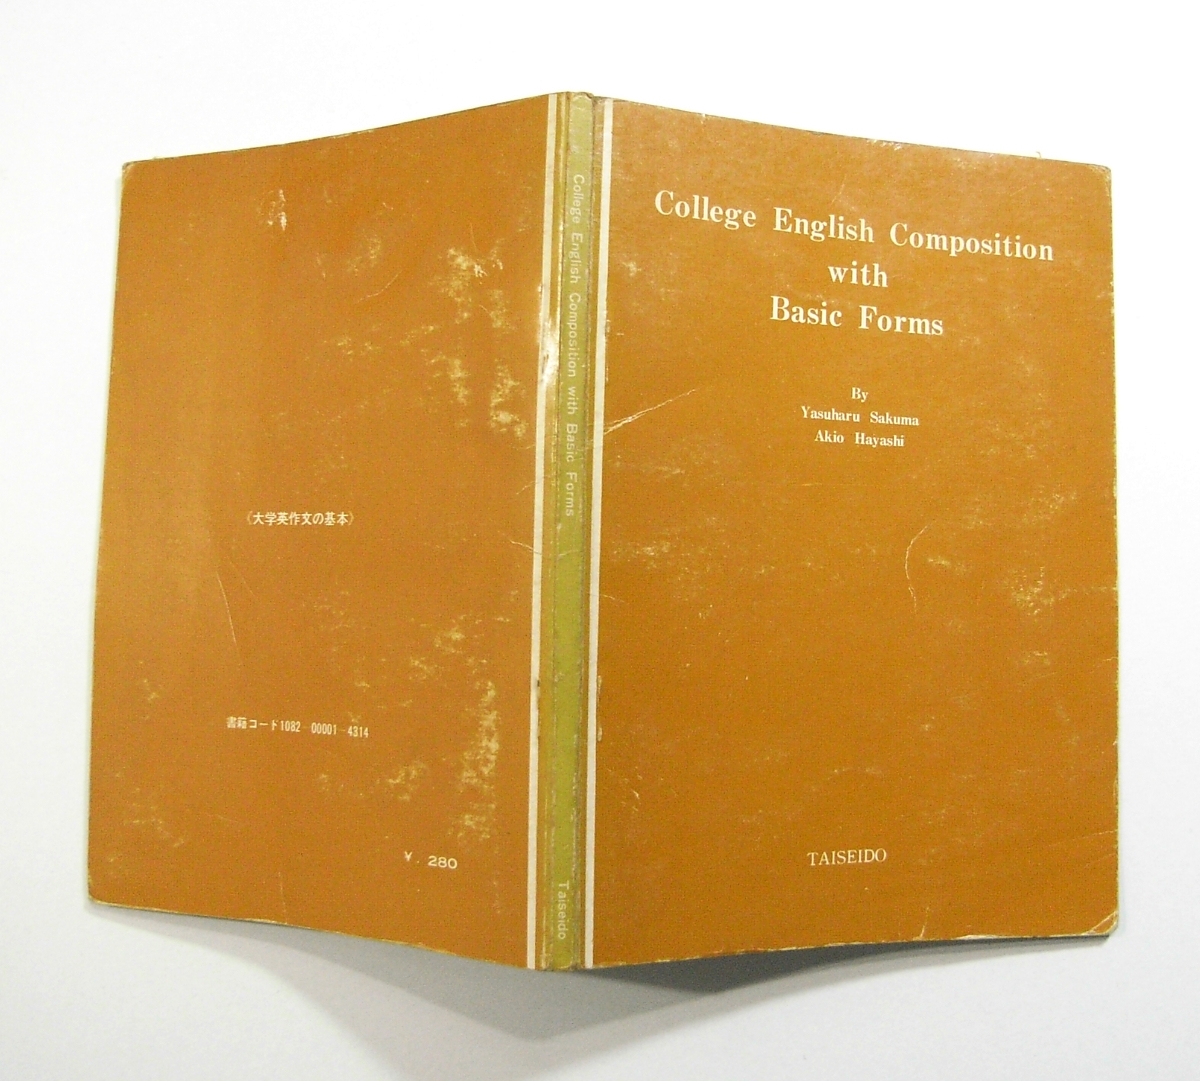 College English Composition
with
Basic Forms
By
Yasuharu Sakuma
Akio Hayashi
TAISEIDO
College English Composition with Basic Forms
Taiseido
《大学英作文の基本》
書籍コード1082-00001-4314
¥. 280